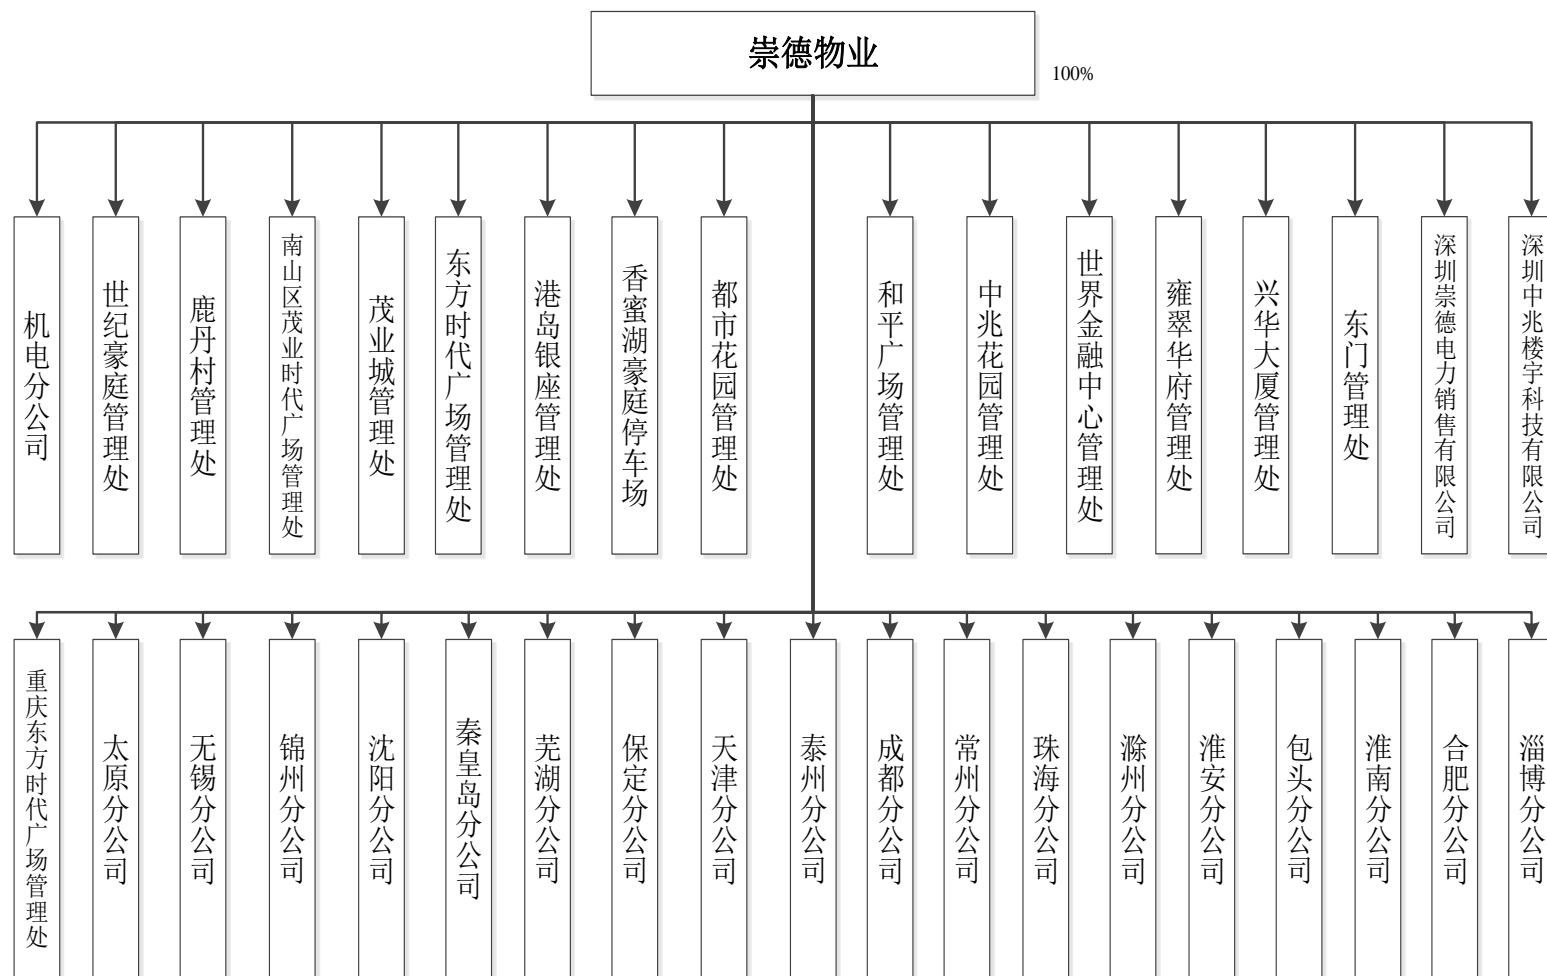 崇德物业
100%
机电分公司
世纪豪庭管理处
鹿丹村管理处
南山区茂业时代广场管理处
茂业城管理处
东方时代广场管理处
港岛银座管理处
香蜜湖豪庭停车场
都市花园管理处
和平广场管理处
中兆花园管理处
世界金融中心管理处
雍翠华府管理处
兴华大厦管理处
东门管理处
深圳崇德电力销售有限公司
深圳中兆楼宇科技有限公司
重庆东方时代广场管理处
太原分公司
无锡分公司
锦州分公司
沈阳分公司
秦皇岛分公司
芜湖分公司
保定分公司
天津分公司
泰州分公司
成都分公司
常州分公司
珠海分公司
滁州分公司
淮安分公司
包头分公司
淮南分公司
合肥分公司
淄博分公司